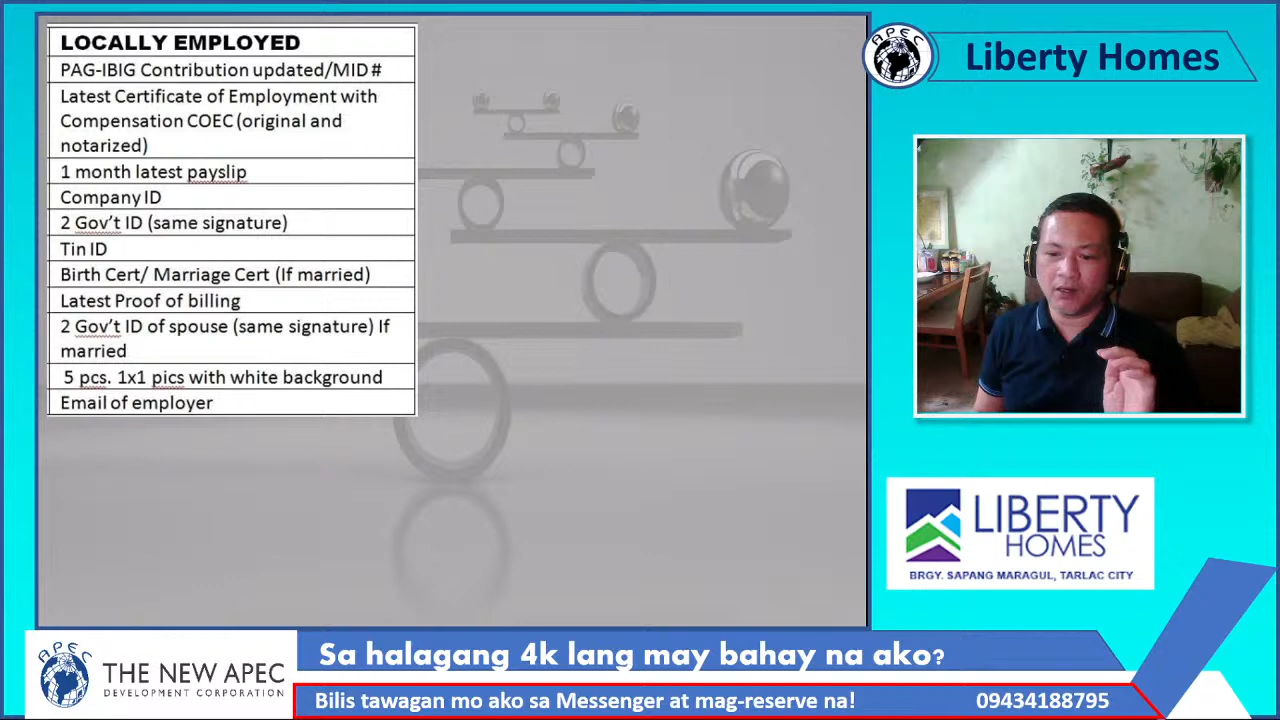 LOCALLY EMPLOYED
PAG-IBIG Contribution updated/MID #
Latest Certificate of Employment with
Compensation COEC (original and
notarized)
1 month latest payslip
Company ID
2 Gov't ID (same signature)
Tin ID
Birth Cert/ Marriage Cert (If married)
Latest Proof of billing
2 Gov't ID of spouse (same signature) If
married
5 pcs. 1x1 pics with white background
Email of employer
APEC
Liberty Homes
LIBERTY
HOMES
BRGY. SAPANG MARAGUL, TARLAC CITY
APEC
THE NEW APEC
DEVELOPMENT CORPORATION
Sa halagang 4k lang may bahay na ako?
Bilis tawagan mo ako sa Messenger at mag-reserve na! 09434188795